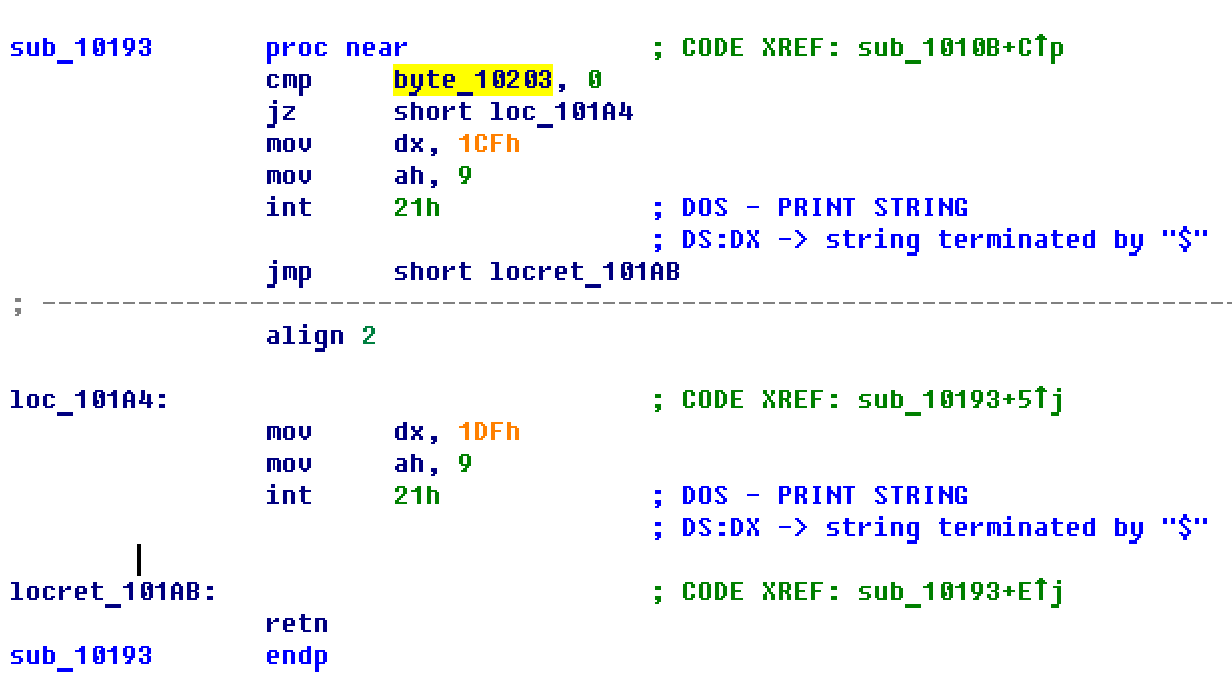 sub_10193 proc near ; CODE XREF: sub_1010B+C↑p
cmp byte_10203, 0
jz short loc_101A4
mov dx, 1CFh
mov ah, 9
int 21h ; DOS - PRINT STRING
; DS:DX -> string terminated by "$"
jmp short locret_101AB
; ---------------------------------------------------------------------------
align 2
loc_101A4: ; CODE XREF: sub_10193+5↑j
mov dx, 1DFh
mov ah, 9
int 21h ; DOS - PRINT STRING
; DS:DX -> string terminated by "$"
locret_101AB: ; CODE XREF: sub_10193+E↑j
retn
sub_10193 endp